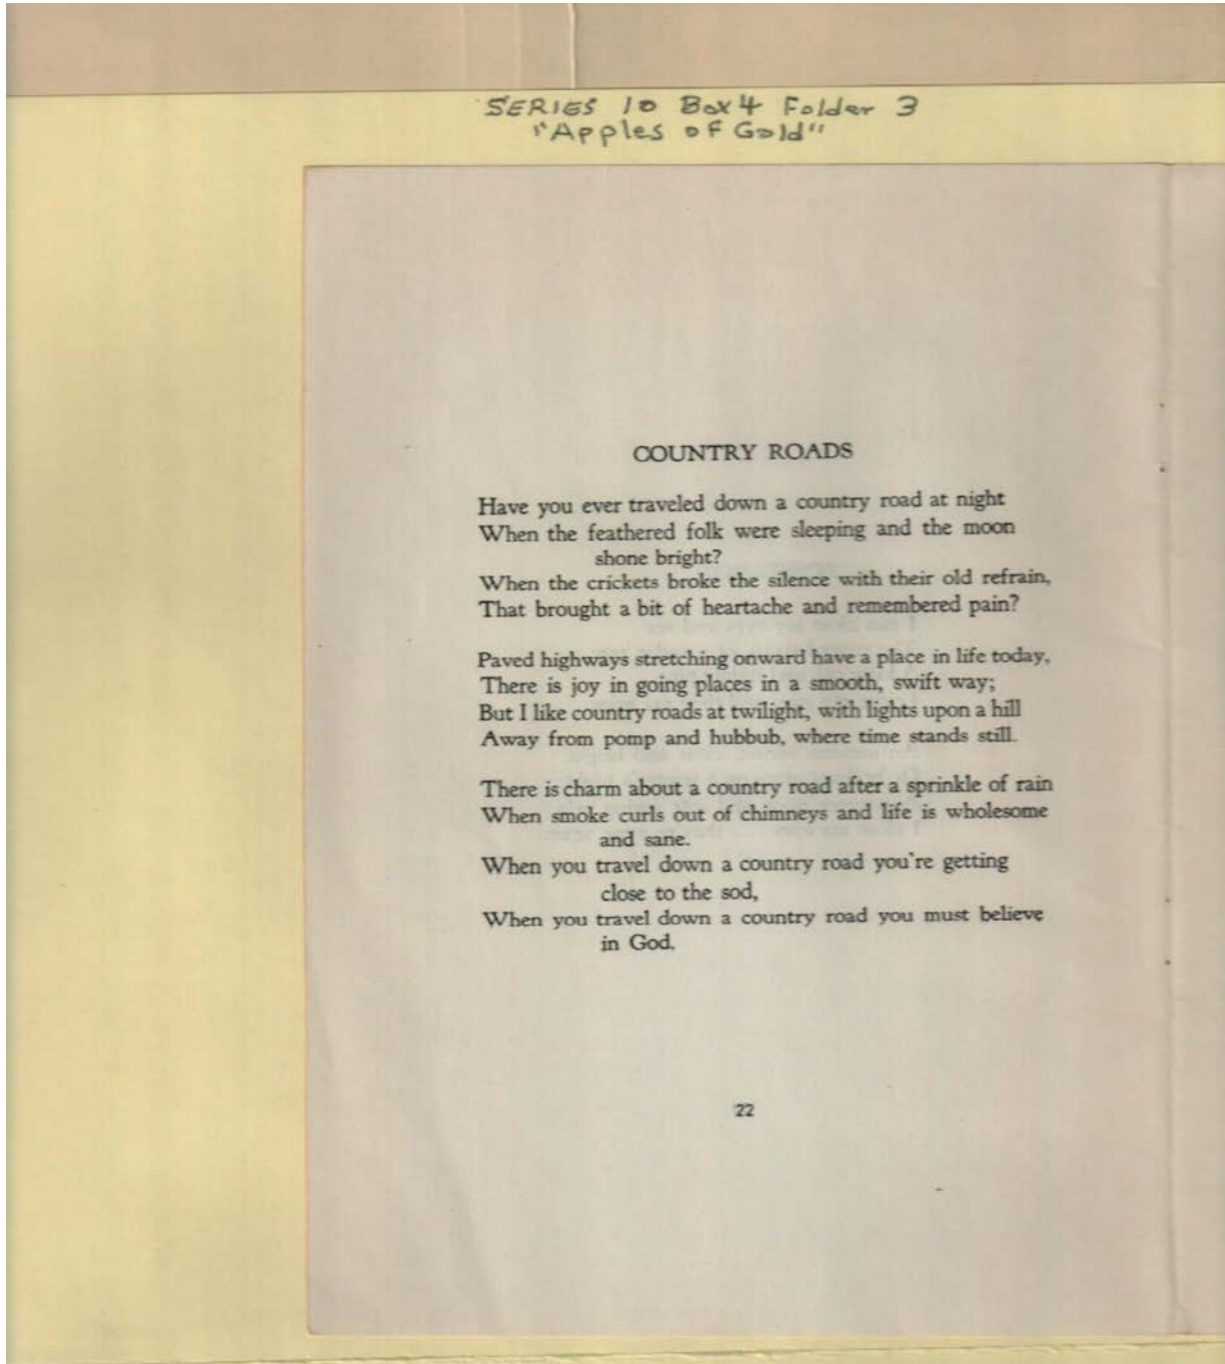 SERIES 10 Box 4 Folder 3
"Apples of Gold"
COUNTRY ROADS
Have you ever traveled down a country road at night
When the feathered folk were sleeping and the moon
shone bright?
When the crickets broke the silence with their old refrain,
That brought a bit of heartache and remembered pain?
Paved highways stretching onward have a place in life today,
There is joy in going places in a smooth, swift way;
But I like country roads at twilight, with lights upon a hill
Away from pomp and hubbub, where time stands still.
There is charm about a country road after a sprinkle of rain
When smoke curls out of chimneys and life is wholesome
and sane.
When you travel down a country road you're getting
close to the sod,
When you travel down a country road you must believe
in God.
22